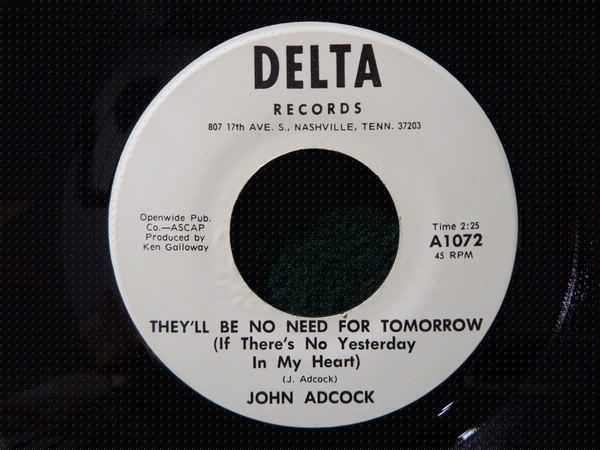 DELTA
RECORDS
807 17th AVE. S., NASHVILLE, TENN. 37203
Openwide Pub.
Co.—ASCAP
Produced by
Ken Galloway
Time 2:25
A1072
45 RPM
THEY'LL BE NO NEED FOR TOMORROW
(If There's No Yesterday
In My Heart)
(J. Adcock)
JOHN ADCOCK